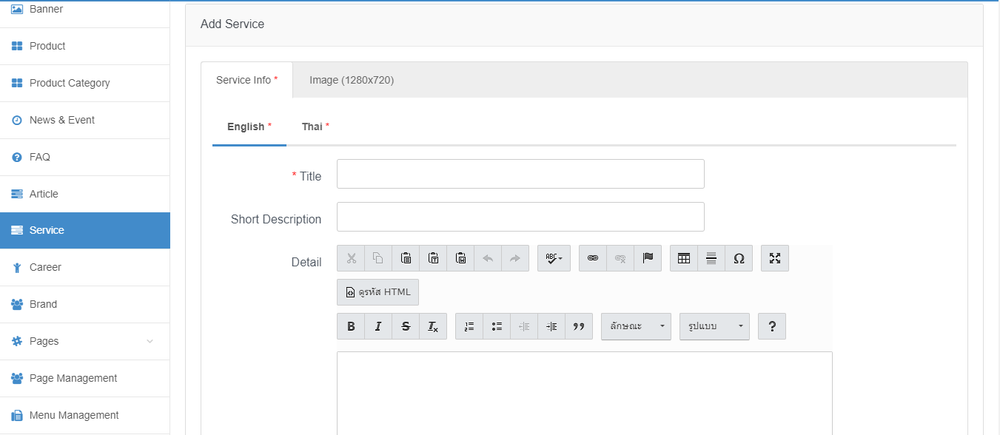 Banner
Product
Product Category
News & Event
FAQ
Article
Service
Career
Brand
Pages
Page Management
Menu Management
Add Service
Service Info * Image (1280x720)
English * Thai *
* Title
Short Description
Detail
ABC
Ω
ดูรหัส HTML
B I S Tx
ลักษณะ รูปแบบ ?